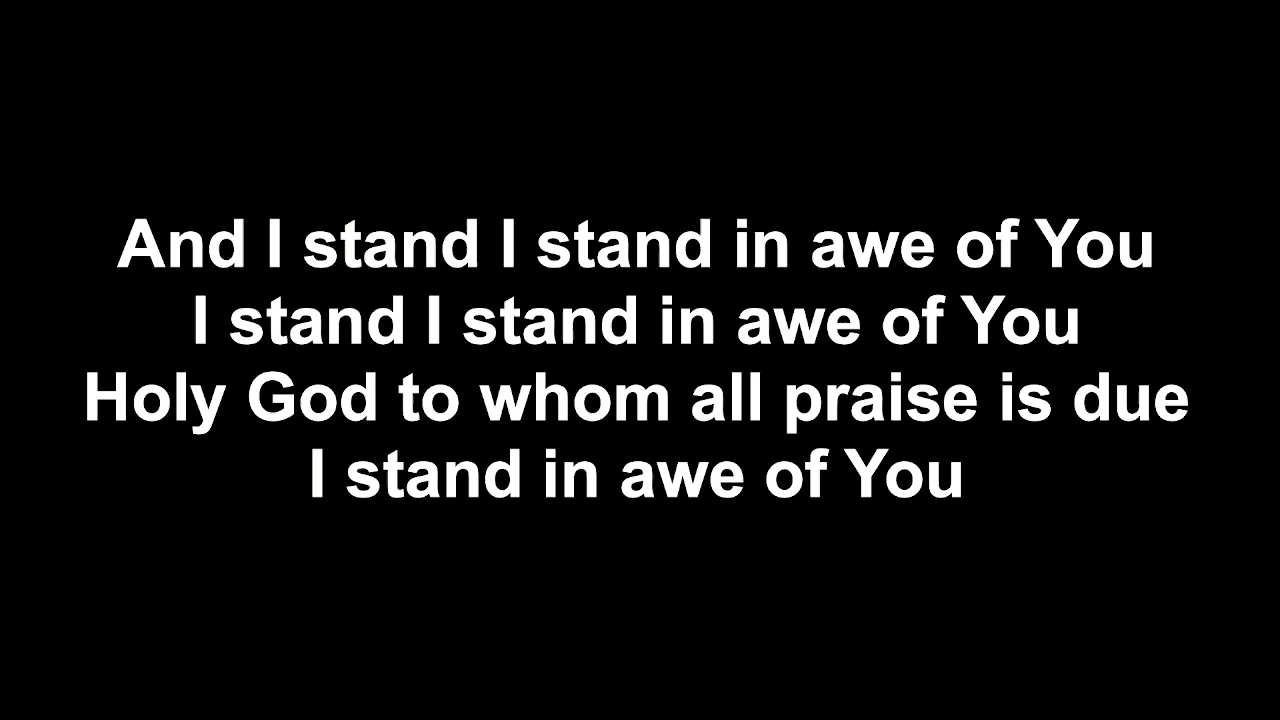 And I stand I stand in awe of You
I stand I stand in awe of You
Holy God to whom all praise is due
I stand in awe of You